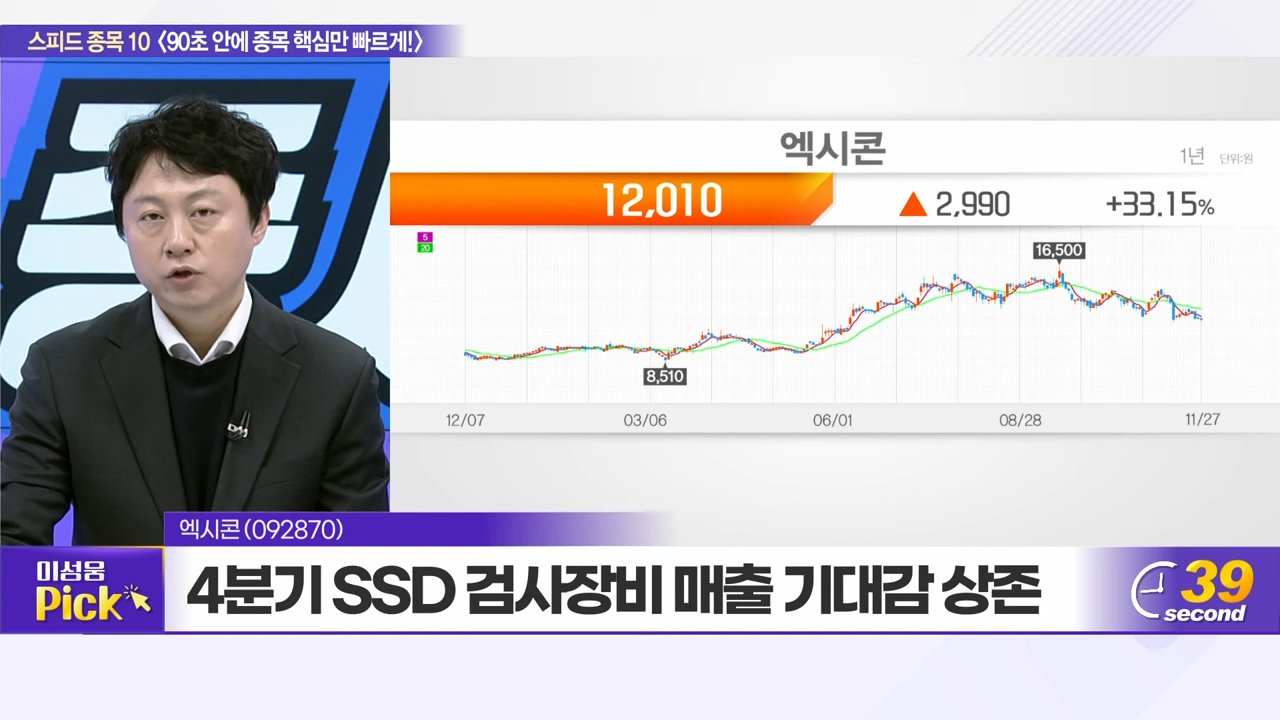 스피드 종목 10 〈90초 안에 종목 핵심만 빠르게!〉
엑시콘
1년 단위:원
12,010 ▲ 2,990 +33.15%
5
20
16,500
8,510
12/07 03/06 06/01 08/28 11/27
엑시콘(092870)
이성웅
Pick
4분기 SSD 검사장비 매출 기대감 상존
39
second